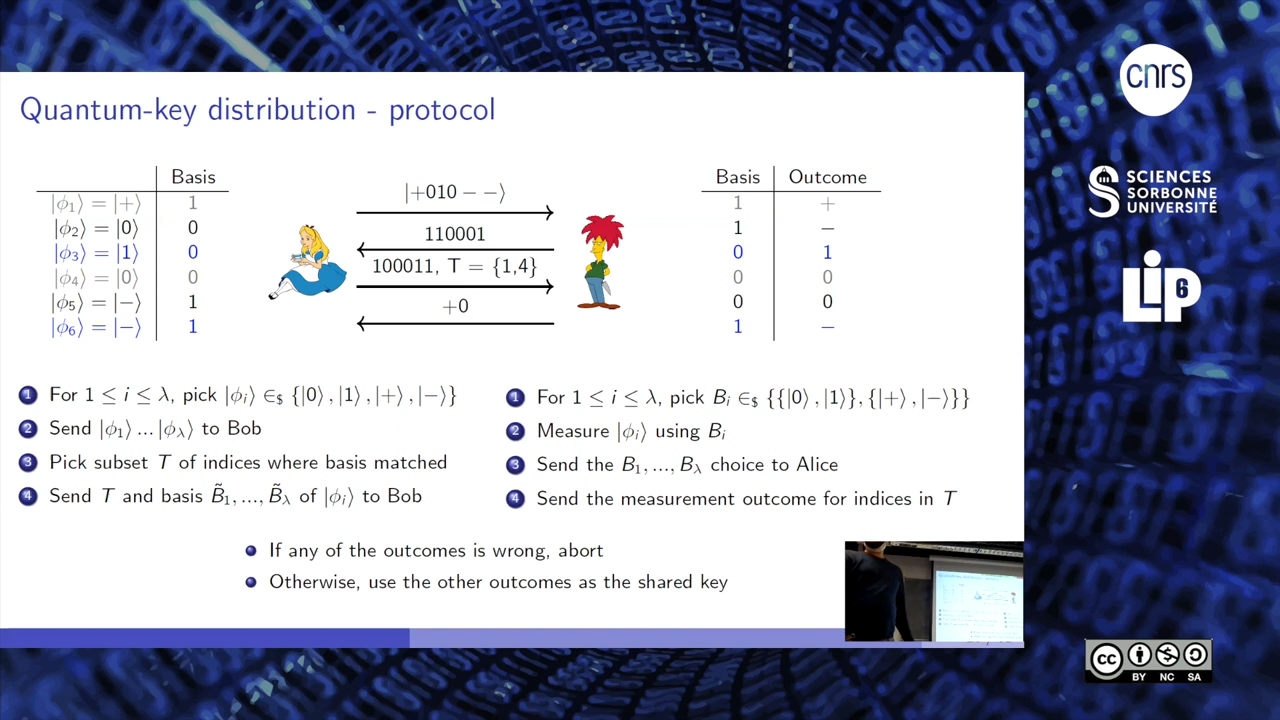 Quantum-key distribution - protocol
Basis
|ϕ₁⟩ = |+⟩ 1
|ϕ₂⟩ = |0⟩ 0
|ϕ₃⟩ = |1⟩ 0
|ϕ₄⟩ = |0⟩ 0
|ϕ₅⟩ = |−⟩ 1
|ϕ₆⟩ = |−⟩ 1
|+010 − −⟩
110001
100011, T = {1,4}
+0
Basis Outcome
1 +
1 −
0 1
0 0
0 0
1 −
1 For 1 ≤ i ≤ λ, pick |ϕᵢ⟩ ∈$ {|0⟩ , |1⟩ , |+⟩ , |−⟩}
2 Send |ϕ₁⟩ ... |ϕλ⟩ to Bob
3 Pick subset T of indices where basis matched
4 Send T and basis B̃₁, ..., B̃λ of |ϕᵢ⟩ to Bob
1 For 1 ≤ i ≤ λ, pick Bᵢ ∈$ {{|0⟩ , |1⟩}, {|+⟩ , |−⟩}}
2 Measure |ϕᵢ⟩ using Bᵢ
3 Send the B₁, ..., Bλ choice to Alice
4 Send the measurement outcome for indices in T
If any of the outcomes is wrong, abort
Otherwise, use the other outcomes as the shared key
cnrs
S SCIENCES
SORBONNE
UNIVERSITÉ
LIP6
CC BY NC SA